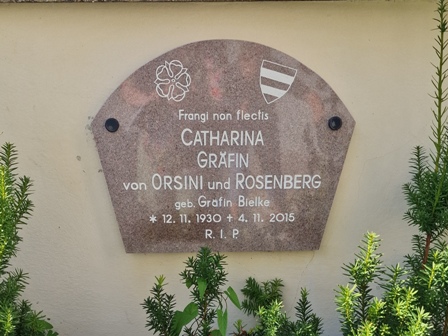 Frangi non flectis
CATHARINA
GRÄFIN
von ORSINI und ROSENBERG
geb. Gräfin Bielke
* 12. 11. 1930 + 4. 11. 2015
R. I. P.